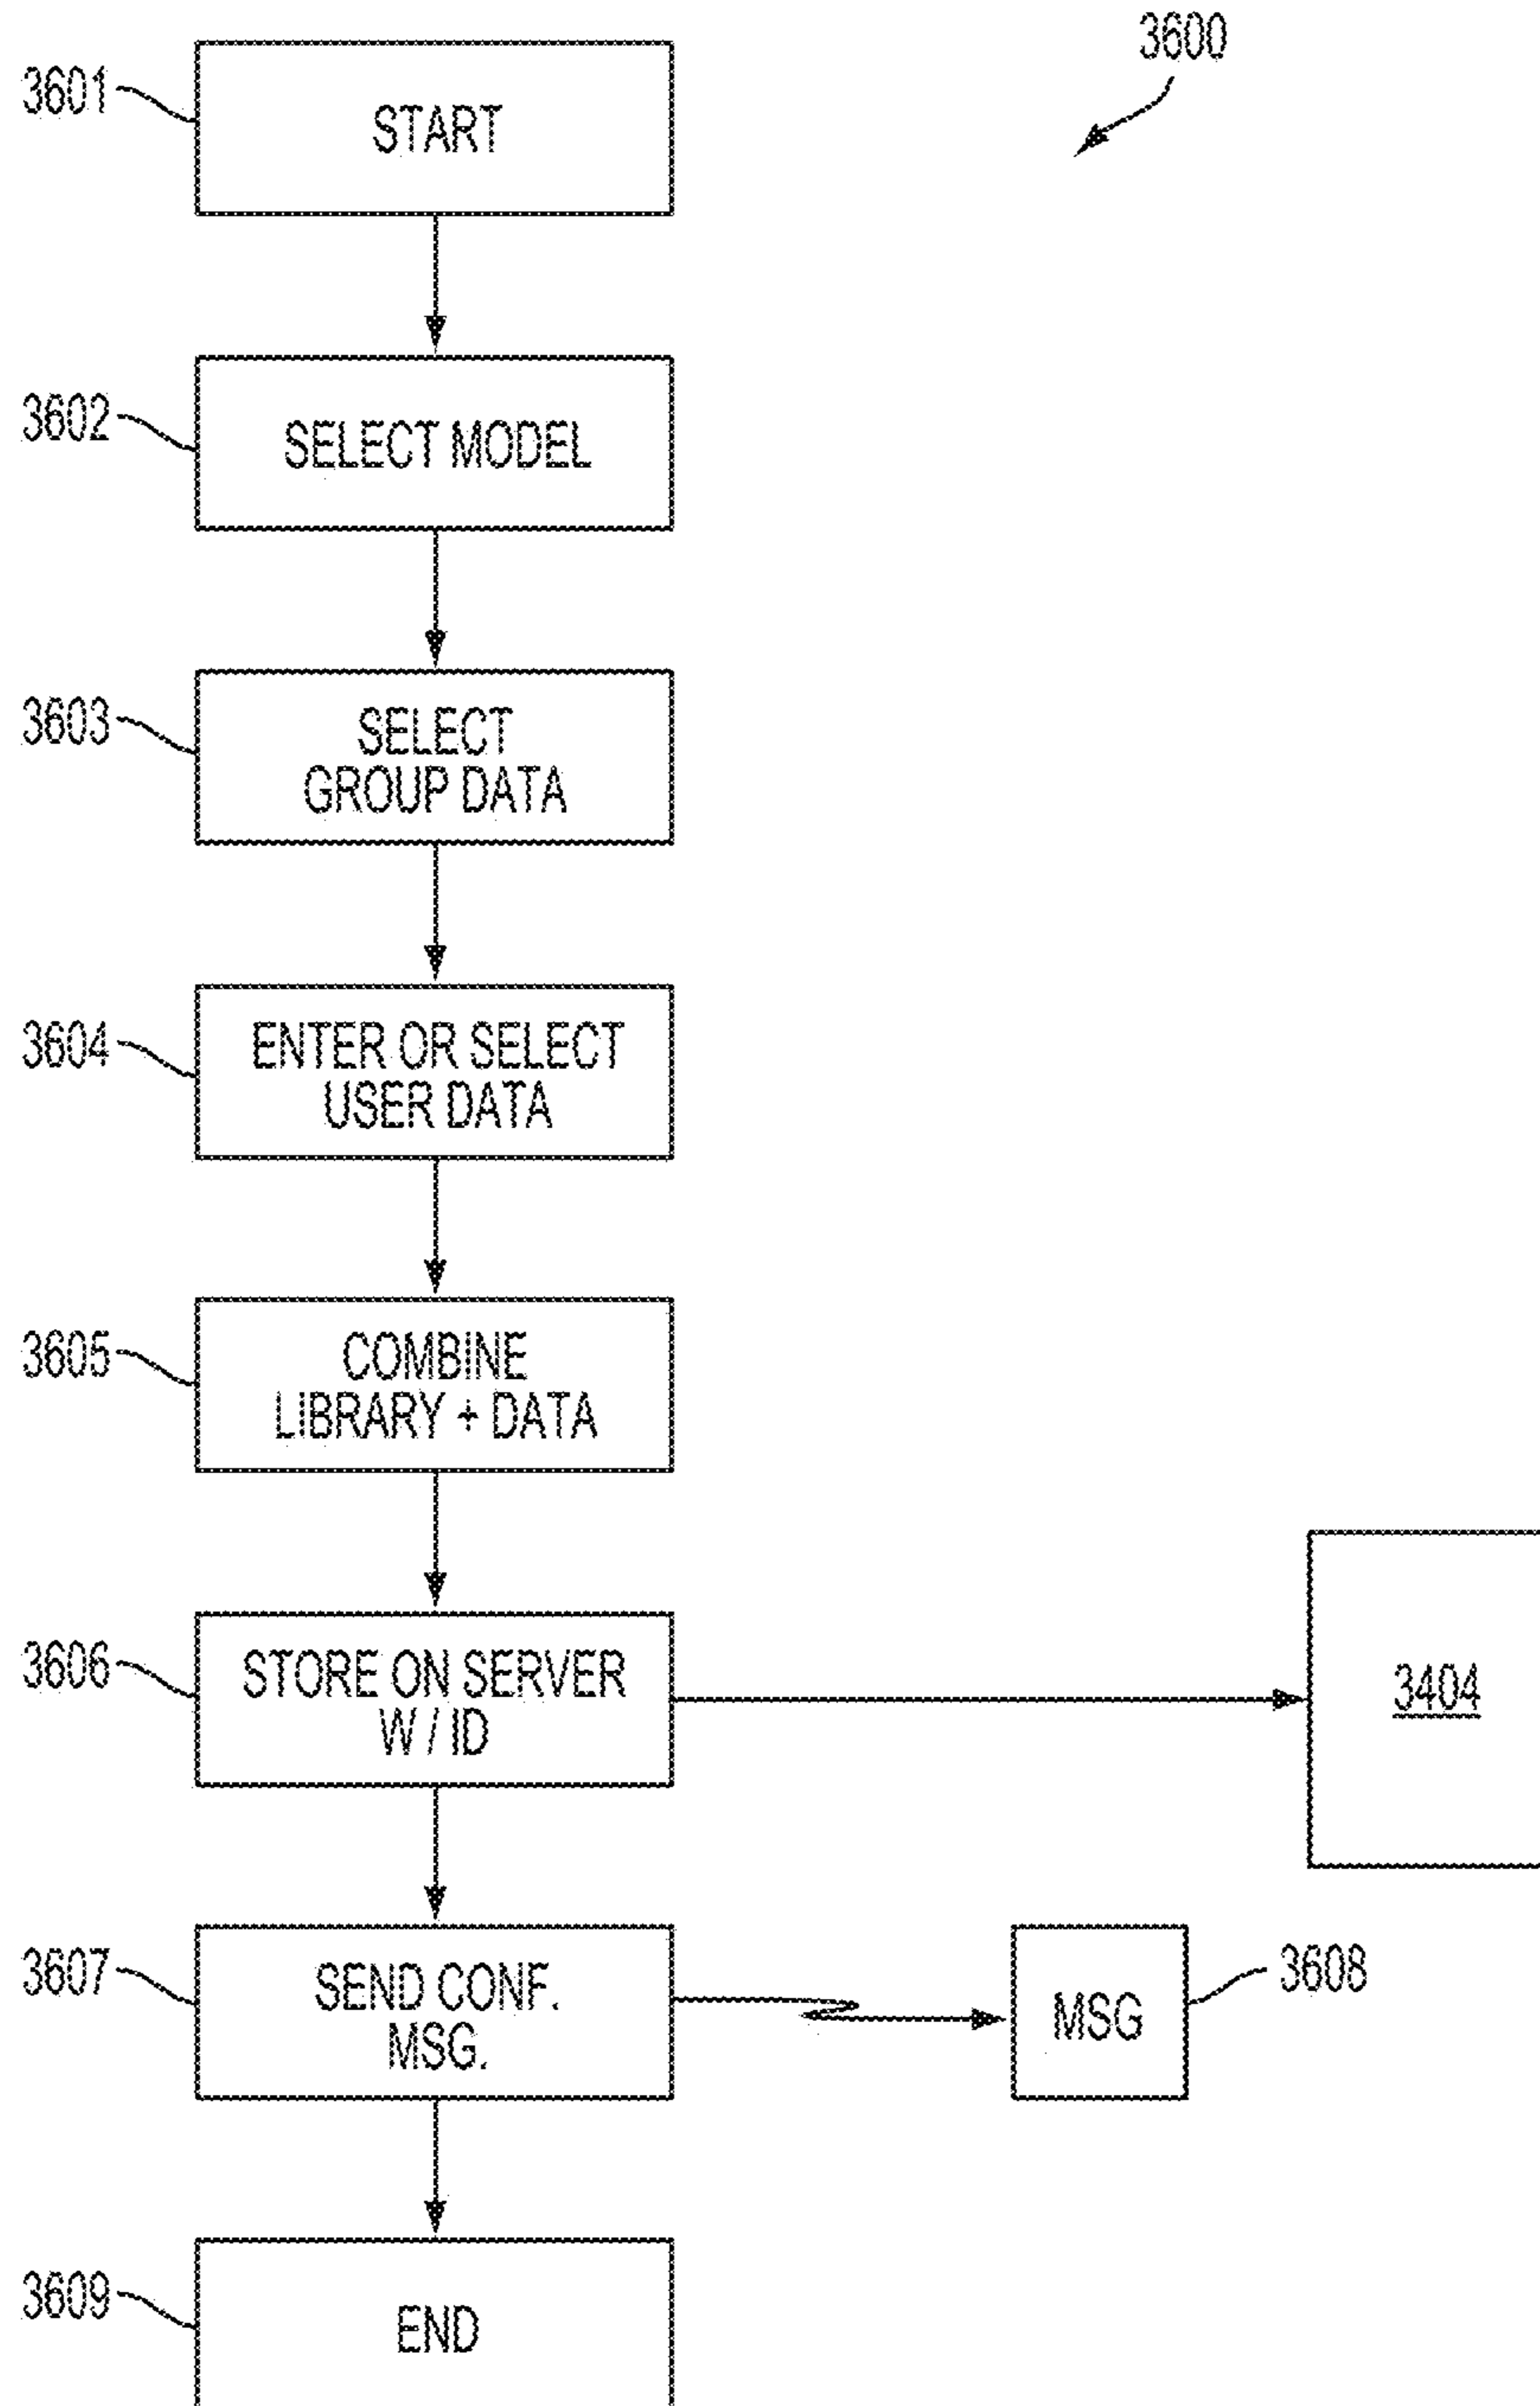 3600
3601
START
3602
SELECT MODEL
3603
SELECT
GROUP DATA
3604
ENTER OR SELECT
USER DATA
3605
COMBINE
LIBRARY + DATA
3606
STORE ON SERVER
W / ID
3404
3607
SEND CONF.
MSG.
MSG
3608
3609
END